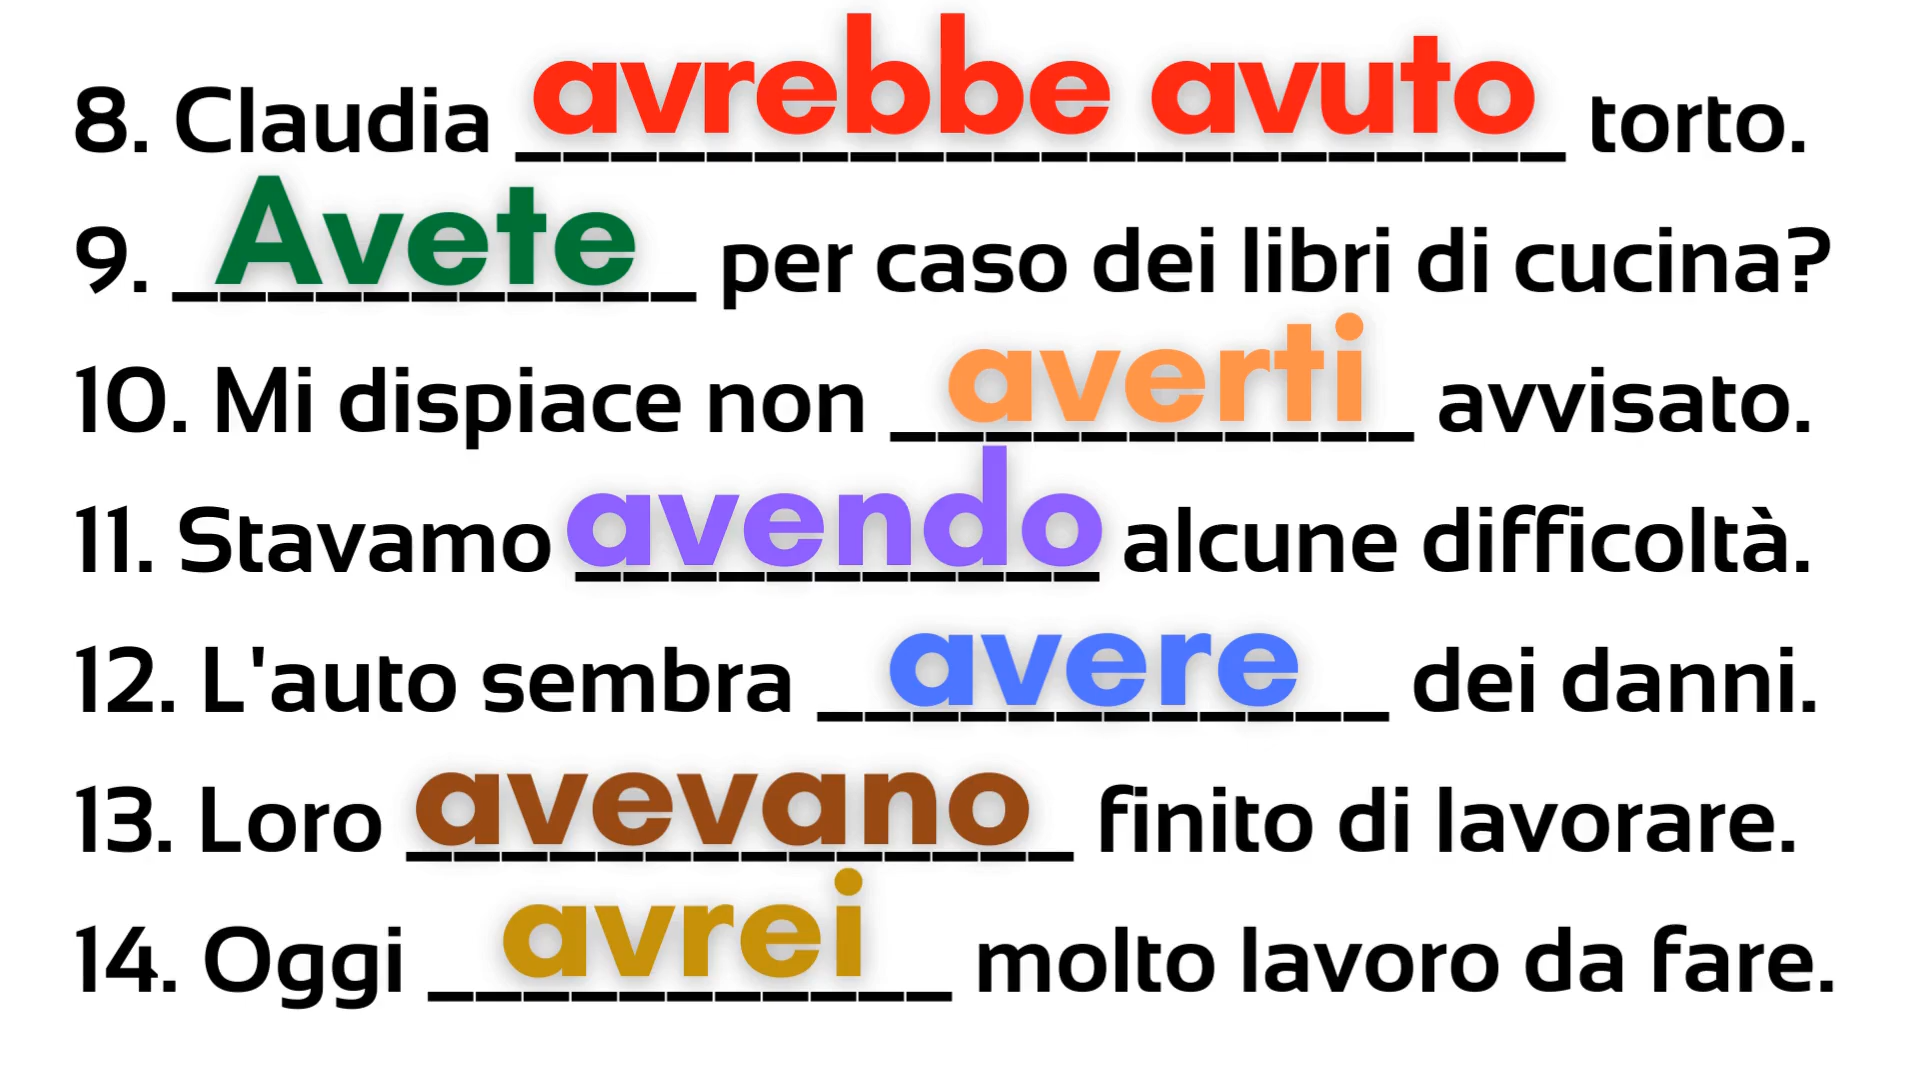 8. Claudia avrebbe avuto torto.
9. Avete per caso dei libri di cucina?
10. Mi dispiace non averti avvisato.
11. Stavamo avendo alcune difficoltà.
12. L'auto sembra avere dei danni.
13. Loro avevano finito di lavorare.
14. Oggi avrei molto lavoro da fare.